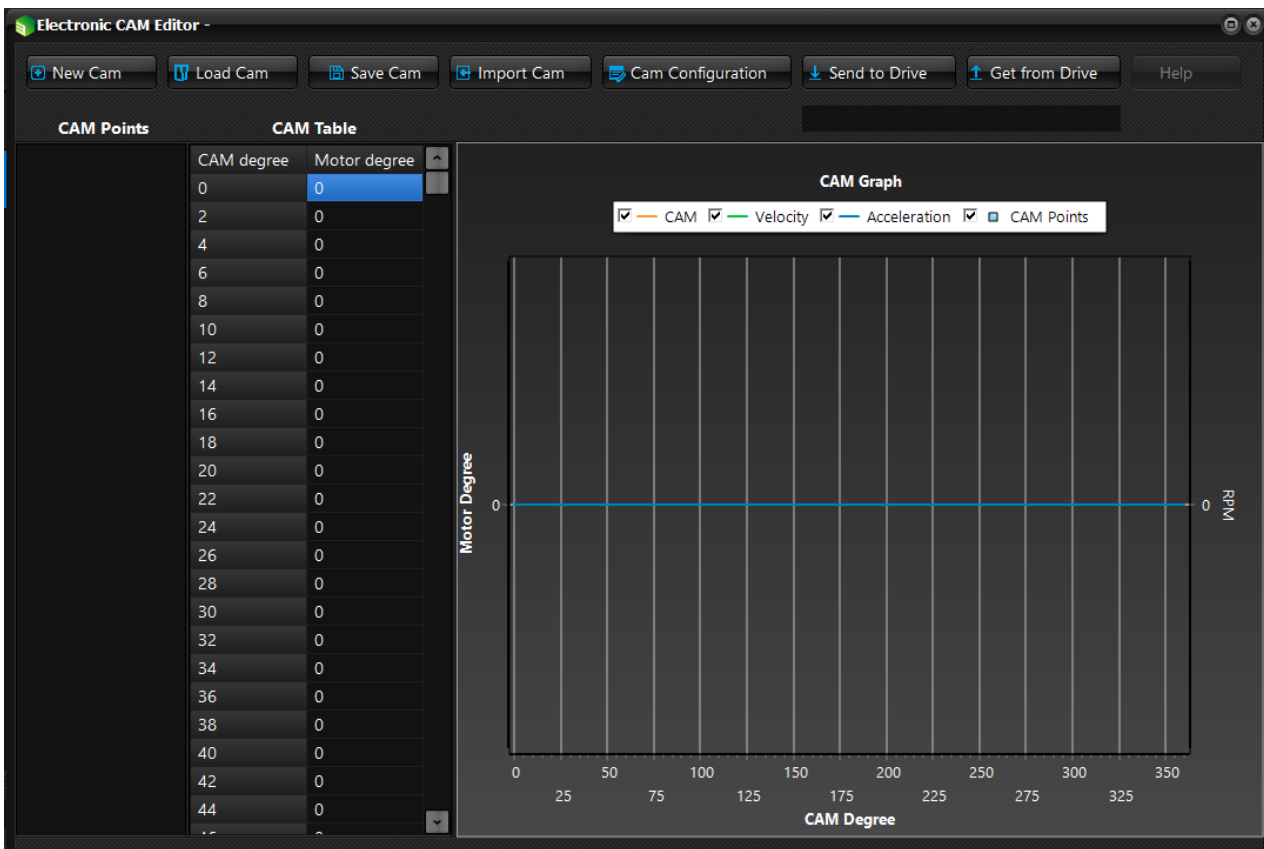 Electronic CAM Editor -
New Cam Load Cam Save Cam Import Cam Cam Configuration Send to Drive Get from Drive Help
CAM Points CAM Table
CAM degree Motor degree
0 0
2 0
4 0
6 0
8 0
10 0
12 0
14 0
16 0
18 0
20 0
22 0
24 0
26 0
28 0
30 0
32 0
34 0
36 0
38 0
40 0
42 0
44 0
CAM Graph
CAM Velocity Acceleration CAM Points
Motor Degree
0
0
RPM
0 50 100 150 200 250 300 350
25 75 125 175 225 275 325
CAM Degree